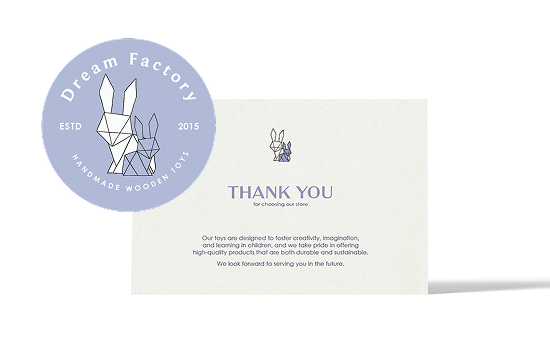 Dream Factory
ESTD
2015
HANDMADE WOODEN TOYS
THANK YOU
for choosing our store
Our toys are designed to foster creativity, imagination,
and learning in children, and we take pride in offering
high-quality products that are both durable and sustainable.
We look forward to serving you in the future.